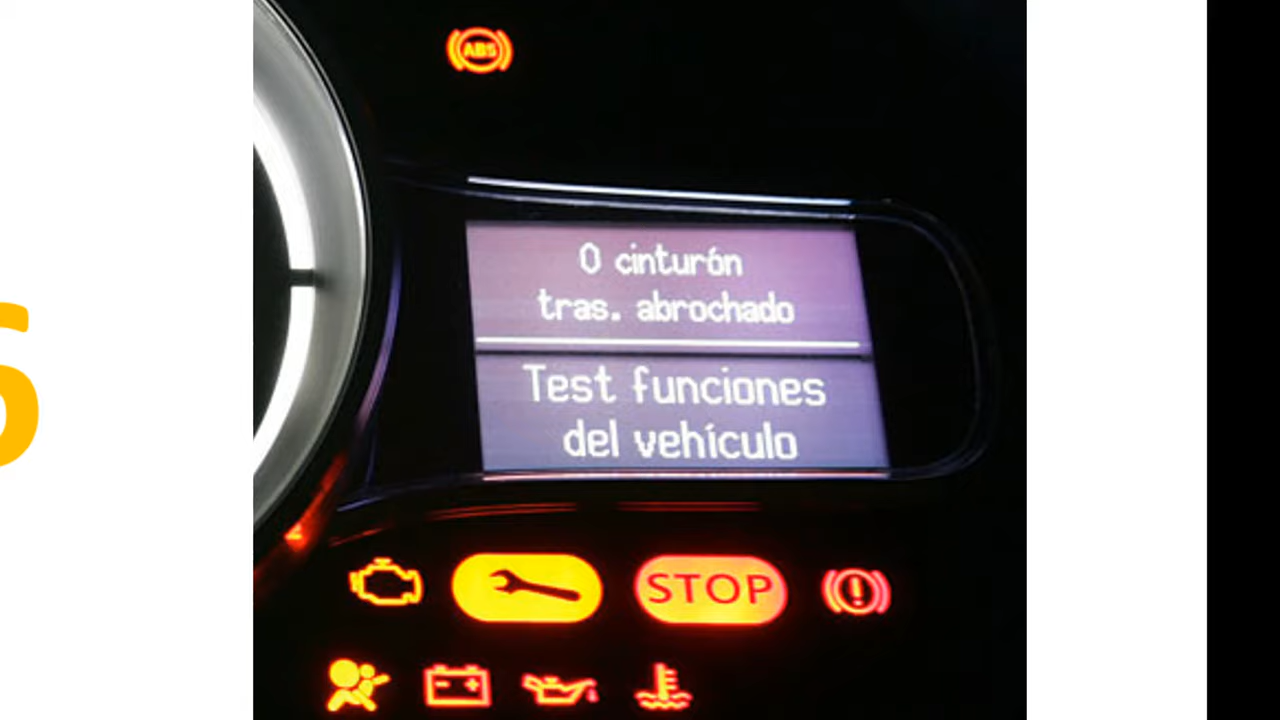 ABS
0 cinturón
tras. abrochado
Test funciones
del vehículo
STOP